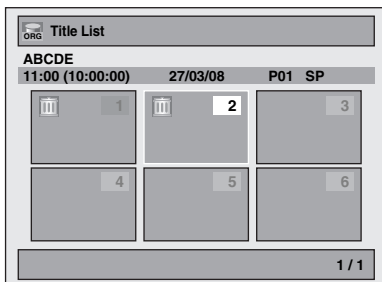 ORG Title List
ABCDE
11:00 (10:00:00) 27/03/08 P01 SP
1 2 3
4 5 6
1 / 1